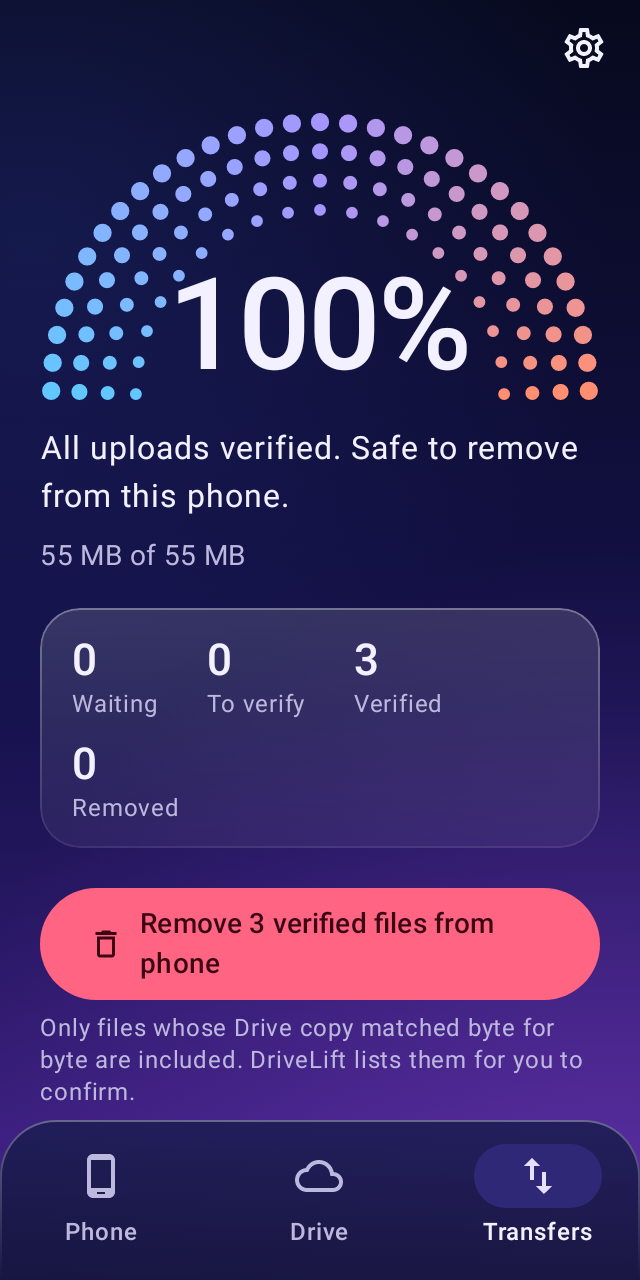 100%
All uploads verified. Safe to remove
from this phone.
55 MB of 55 MB
0 0 3
Waiting To verify Verified
0
Removed
Remove 3 verified files from
phone
Only files whose Drive copy matched byte for
byte are included. DriveLift lists them for you to
confirm.
Phone Drive Transfers